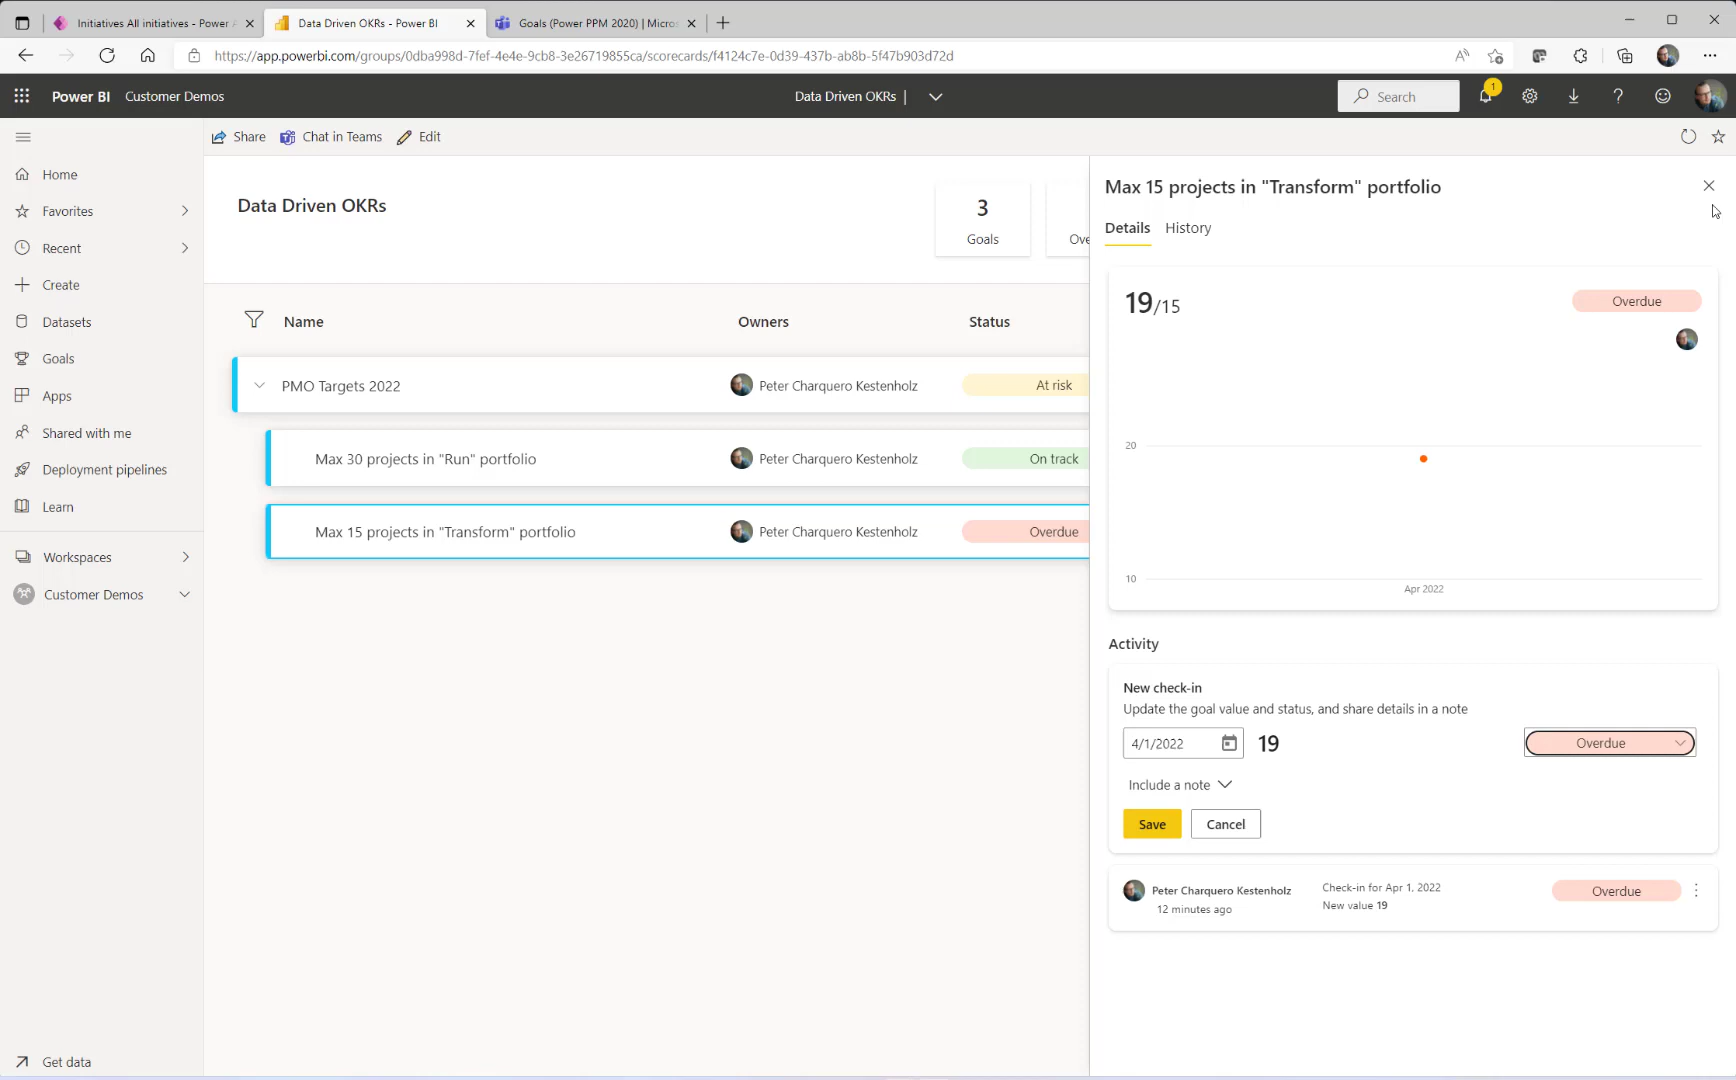 Initiatives All initiatives - Power A
Data Driven OKRs - Power BI
Goals (Power PPM 2020) | Micros
https://app.powerbi.com/groups/0dba998d-7fef-4e4e-9cb8-3e26719855ca/scorecards/f4124c7e-0d39-437b-ab8b-5f47b903d72d
Power BI Customer Demos
Data Driven OKRs |
Search
1
Share Chat in Teams Edit
Home
Favorites
Recent
Create
Datasets
Goals
Apps
Shared with me
Deployment pipelines
Learn
Workspaces
Customer Demos
Get data
Data Driven OKRs
3
Goals
Ove
Name Owners Status
PMO Targets 2022 Peter Charquero Kestenholz At risk
Max 30 projects in "Run" portfolio Peter Charquero Kestenholz On track
Max 15 projects in "Transform" portfolio Peter Charquero Kestenholz Overdue
Max 15 projects in "Transform" portfolio
Details History
19/15
Overdue
20
10
Apr 2022
Activity
New check-in
Update the goal value and status, and share details in a note
4/1/2022 19 Overdue
Include a note
Save Cancel
Peter Charquero Kestenholz
12 minutes ago
Check-in for Apr 1, 2022
New value 19
Overdue